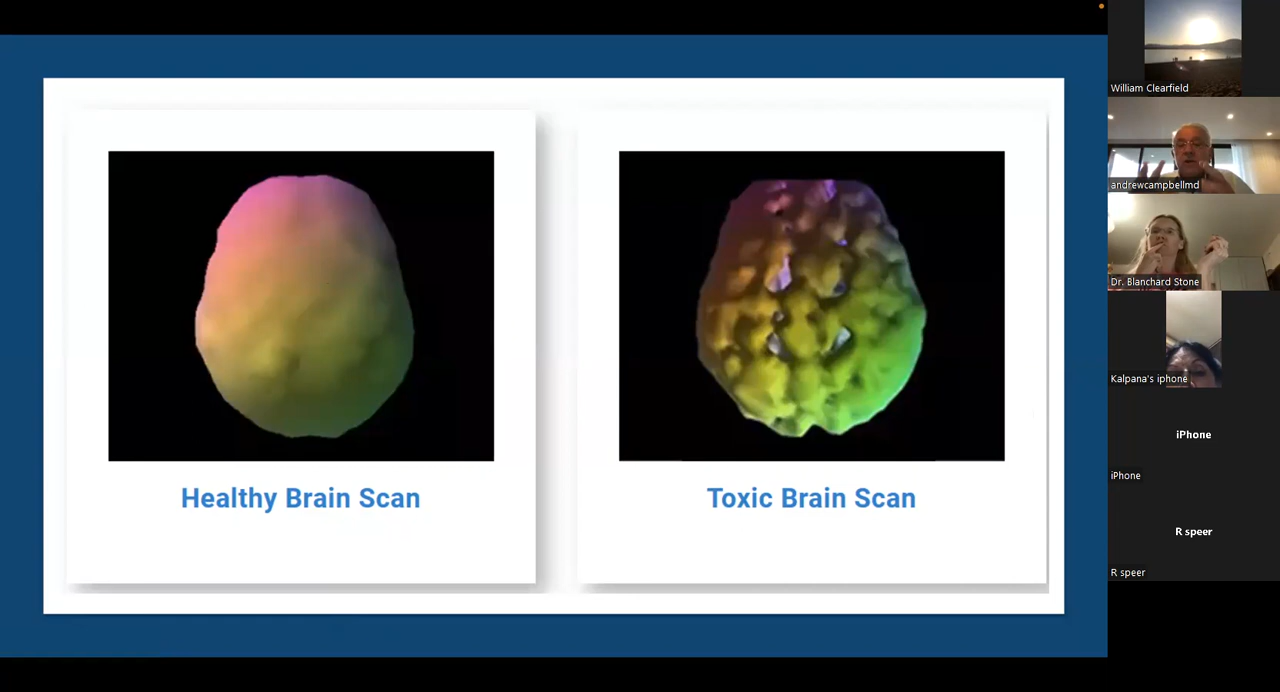 Healthy Brain Scan
Toxic Brain Scan
William Clearfield
andrewcampbellmd
Dr. Blanchard Stone
Kalpana's iphone
iPhone
iPhone
R speer
R speer